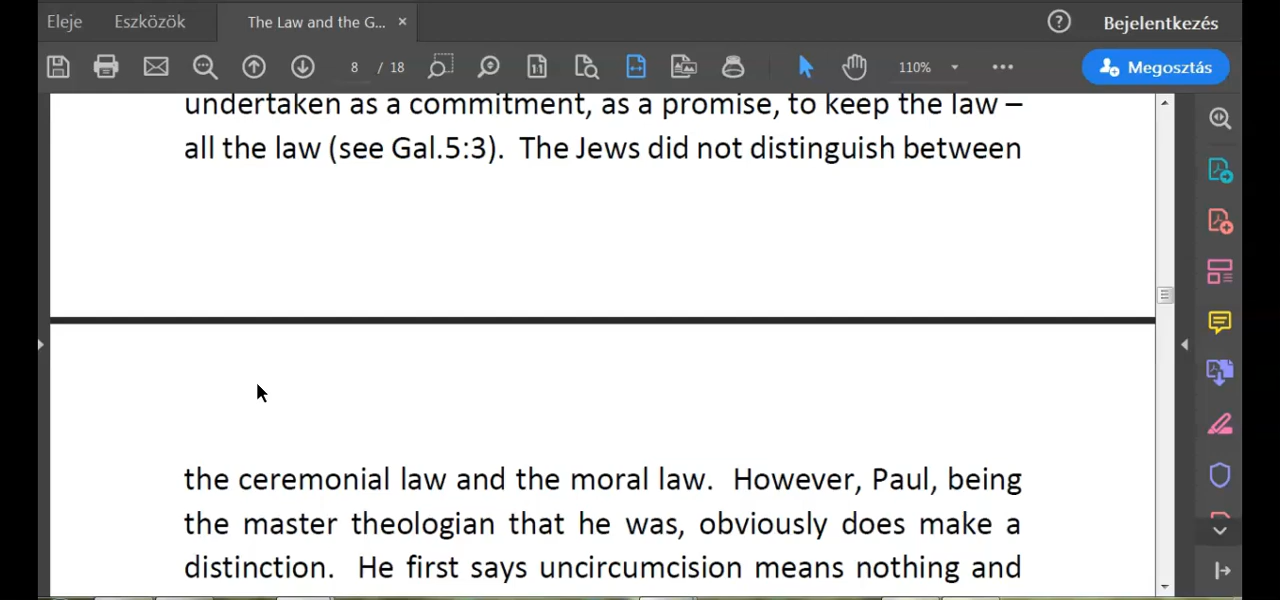 Eleje Eszközök The Law and the G... × Bejelentkezés
8 / 18 110% Megosztás
undertaken as a commitment, as a promise, to keep the law –
all the law (see Gal.5:3). The Jews did not distinguish between
the ceremonial law and the moral law. However, Paul, being
the master theologian that he was, obviously does make a
distinction. He first says uncircumcision means nothing and